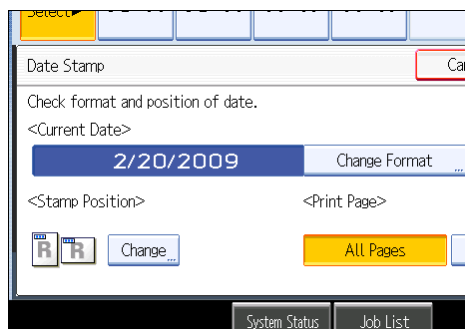 Select►
Date Stamp
Check format and position of date.
<Current Date>
2/20/2009 Change Format
<Stamp Position> <Print Page>
R R Change All Pages
System Status Job List